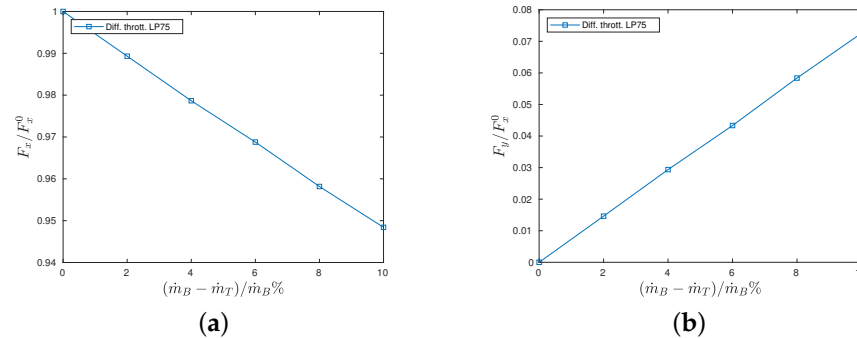 1
0.99
0.98
0.97
0.96
0.95
0.94
F_x/F_x^0
Diff. thrott. LP75
0 2 4 6 8 10
(ṁ_B − ṁ_T)/ṁ_B%
(a)
0.08
0.07
0.06
0.05
0.04
0.03
0.02
0.01
0
F_y/F_x^0
Diff. thrott. LP75
0 2 4 6 8 1
(ṁ_B − ṁ_T)/ṁ_B%
(b)